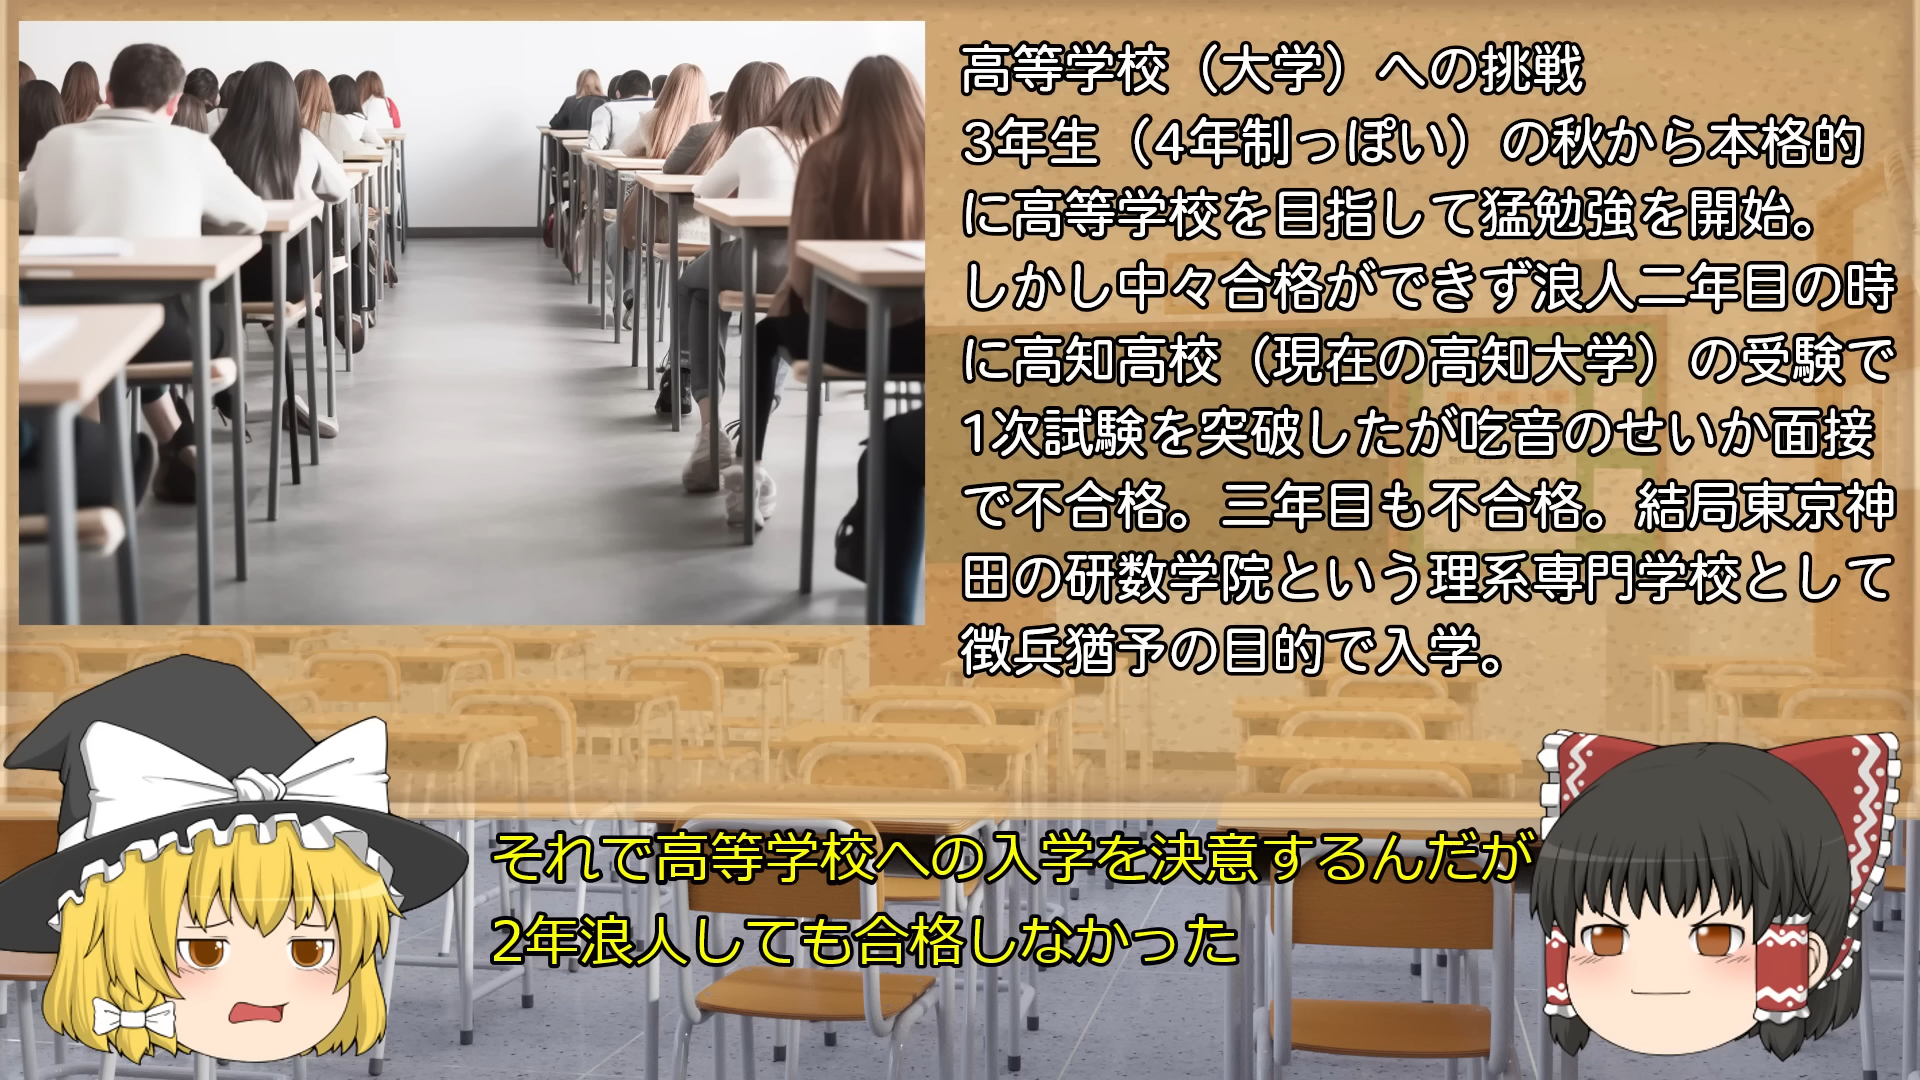 高等学校（大学）への挑戦
3年生（4年制っぽい）の秋から本格的
に高等学校を目指して猛勉強を開始。
しかし中々合格ができず浪人二年目の時
に高知高校（現在の高知大学）の受験で
1次試験を突破したが吃音のせいか面接
で不合格。三年目も不合格。結局東京神
田の研数学院という理系専門学校として
徴兵猶予の目的で入学。
それで高等学校への入学を決意するんだが
2年浪人しても合格しなかった